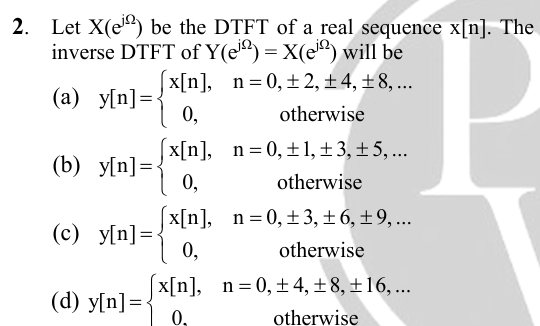 2. Let X(e^jΩ) be the DTFT of a real sequence x[n]. The
inverse DTFT of Y(e^jΩ) = X(e^jΩ) will be
(a) y[n] = { x[n], n = 0, ± 2, ± 4, ± 8, ...
0, otherwise
(b) y[n] = { x[n], n = 0, ± 1, ± 3, ± 5, ...
0, otherwise
(c) y[n] = { x[n], n = 0, ± 3, ± 6, ± 9, ...
0, otherwise
(d) y[n] = { x[n], n = 0, ± 4, ± 8, ± 16, ...
0, otherwise